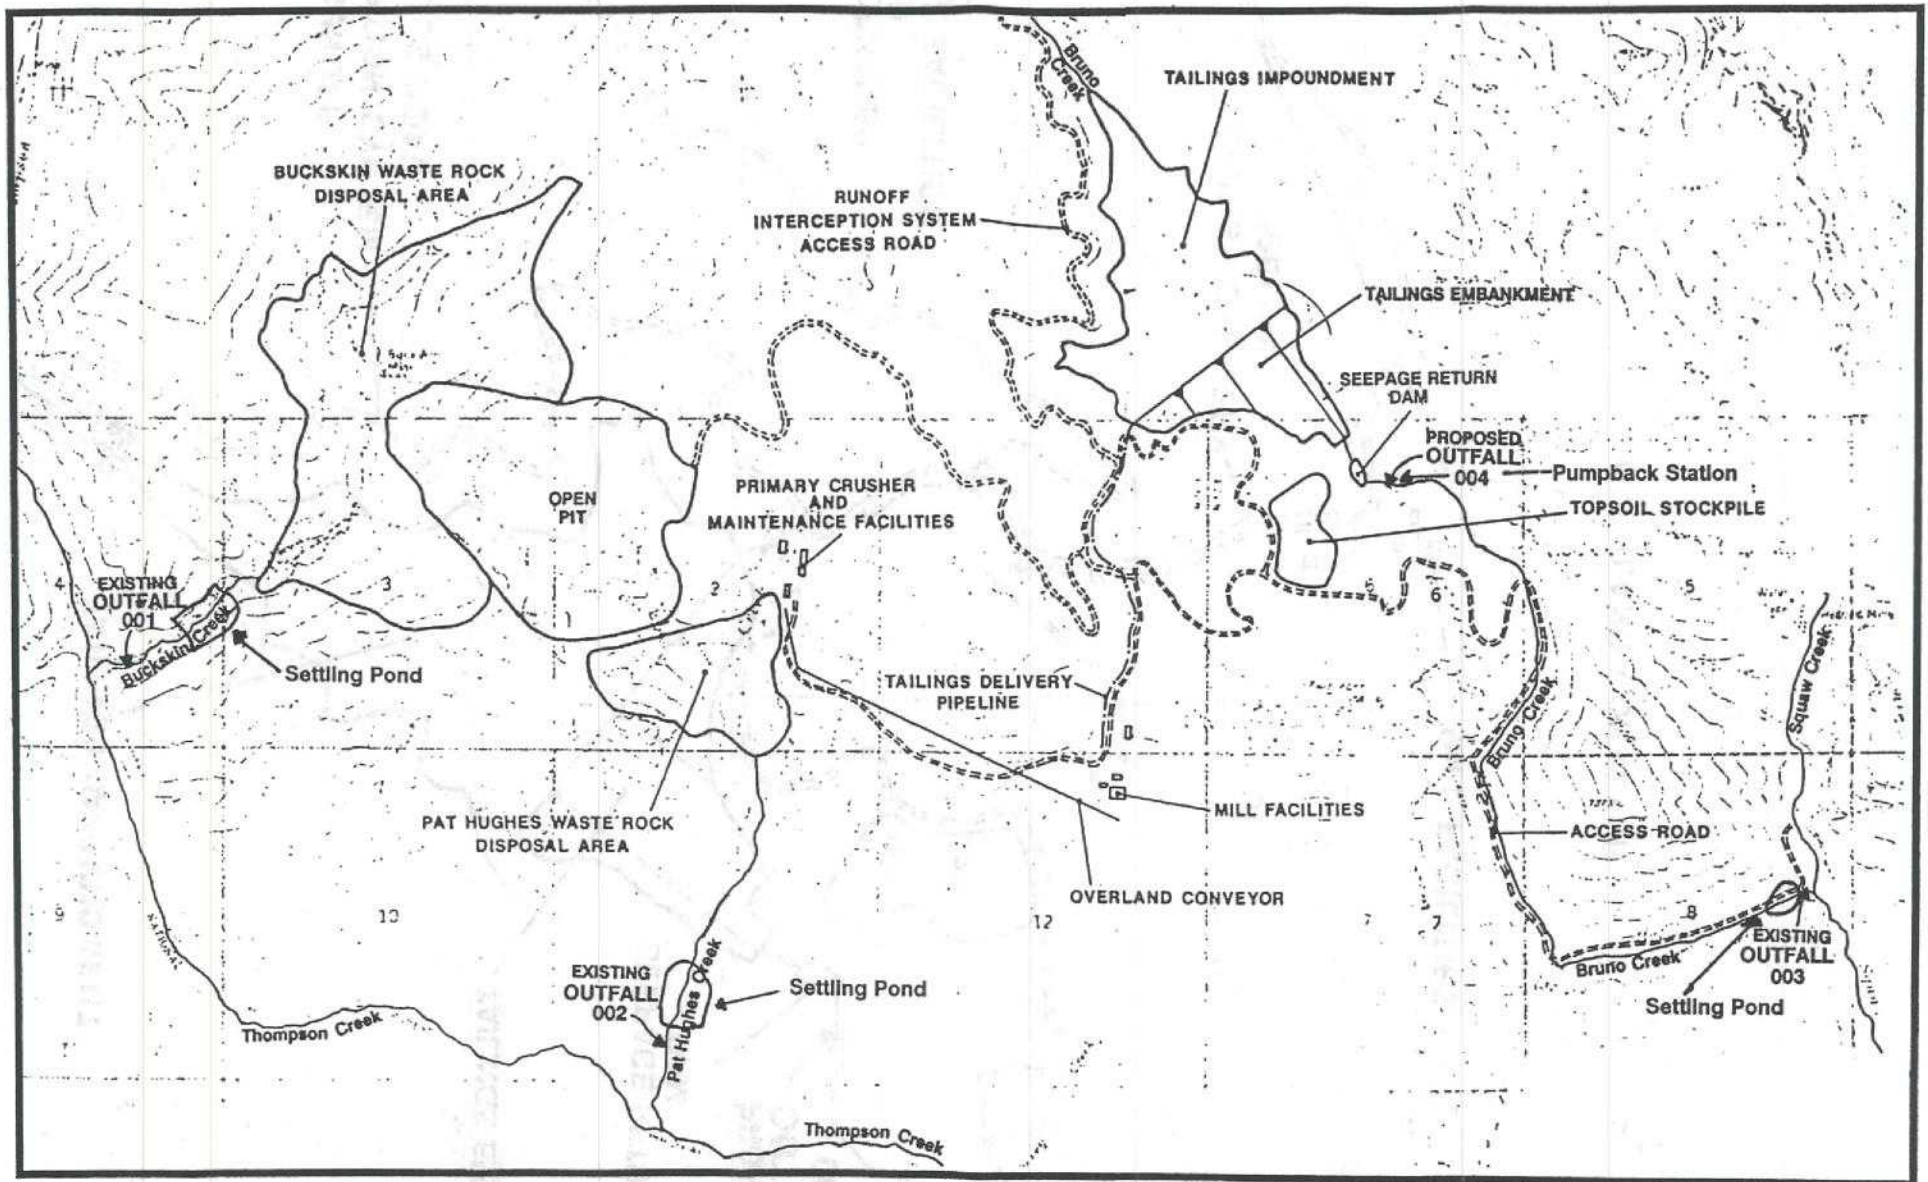 Bruno
Creek
TAILINGS IMPOUNDMENT
BUCKSKIN WASTE ROCK
DISPOSAL AREA
RUNOFF
INTERCEPTION SYSTEM
ACCESS ROAD
TAILINGS EMBANKMENT
SEEPAGE RETURN
DAM
PROPOSED
OUTFALL
004
Pumpback Station
TOPSOIL STOCKPILE
OPEN
PIT
PRIMARY CRUSHER
AND
MAINTENANCE FACILITIES
4
EXISTING
OUTFALL
001
3
2
1
6
5
Buckskin Creek
Settling Pond
Squaw Creek
TAILINGS DELIVERY
PIPELINE
Bruno Creek
PAT HUGHES WASTE ROCK
DISPOSAL AREA
MILL FACILITIES
ACCESS ROAD
OVERLAND CONVEYOR
NATIONAL
10
12
7
7
8
EXISTING
OUTFALL
003
Bruno Creek
Settling Pond
EXISTING
OUTFALL
002
Pat Hughes Creek
Settling Pond
Thompson Creek
Thompson Creek